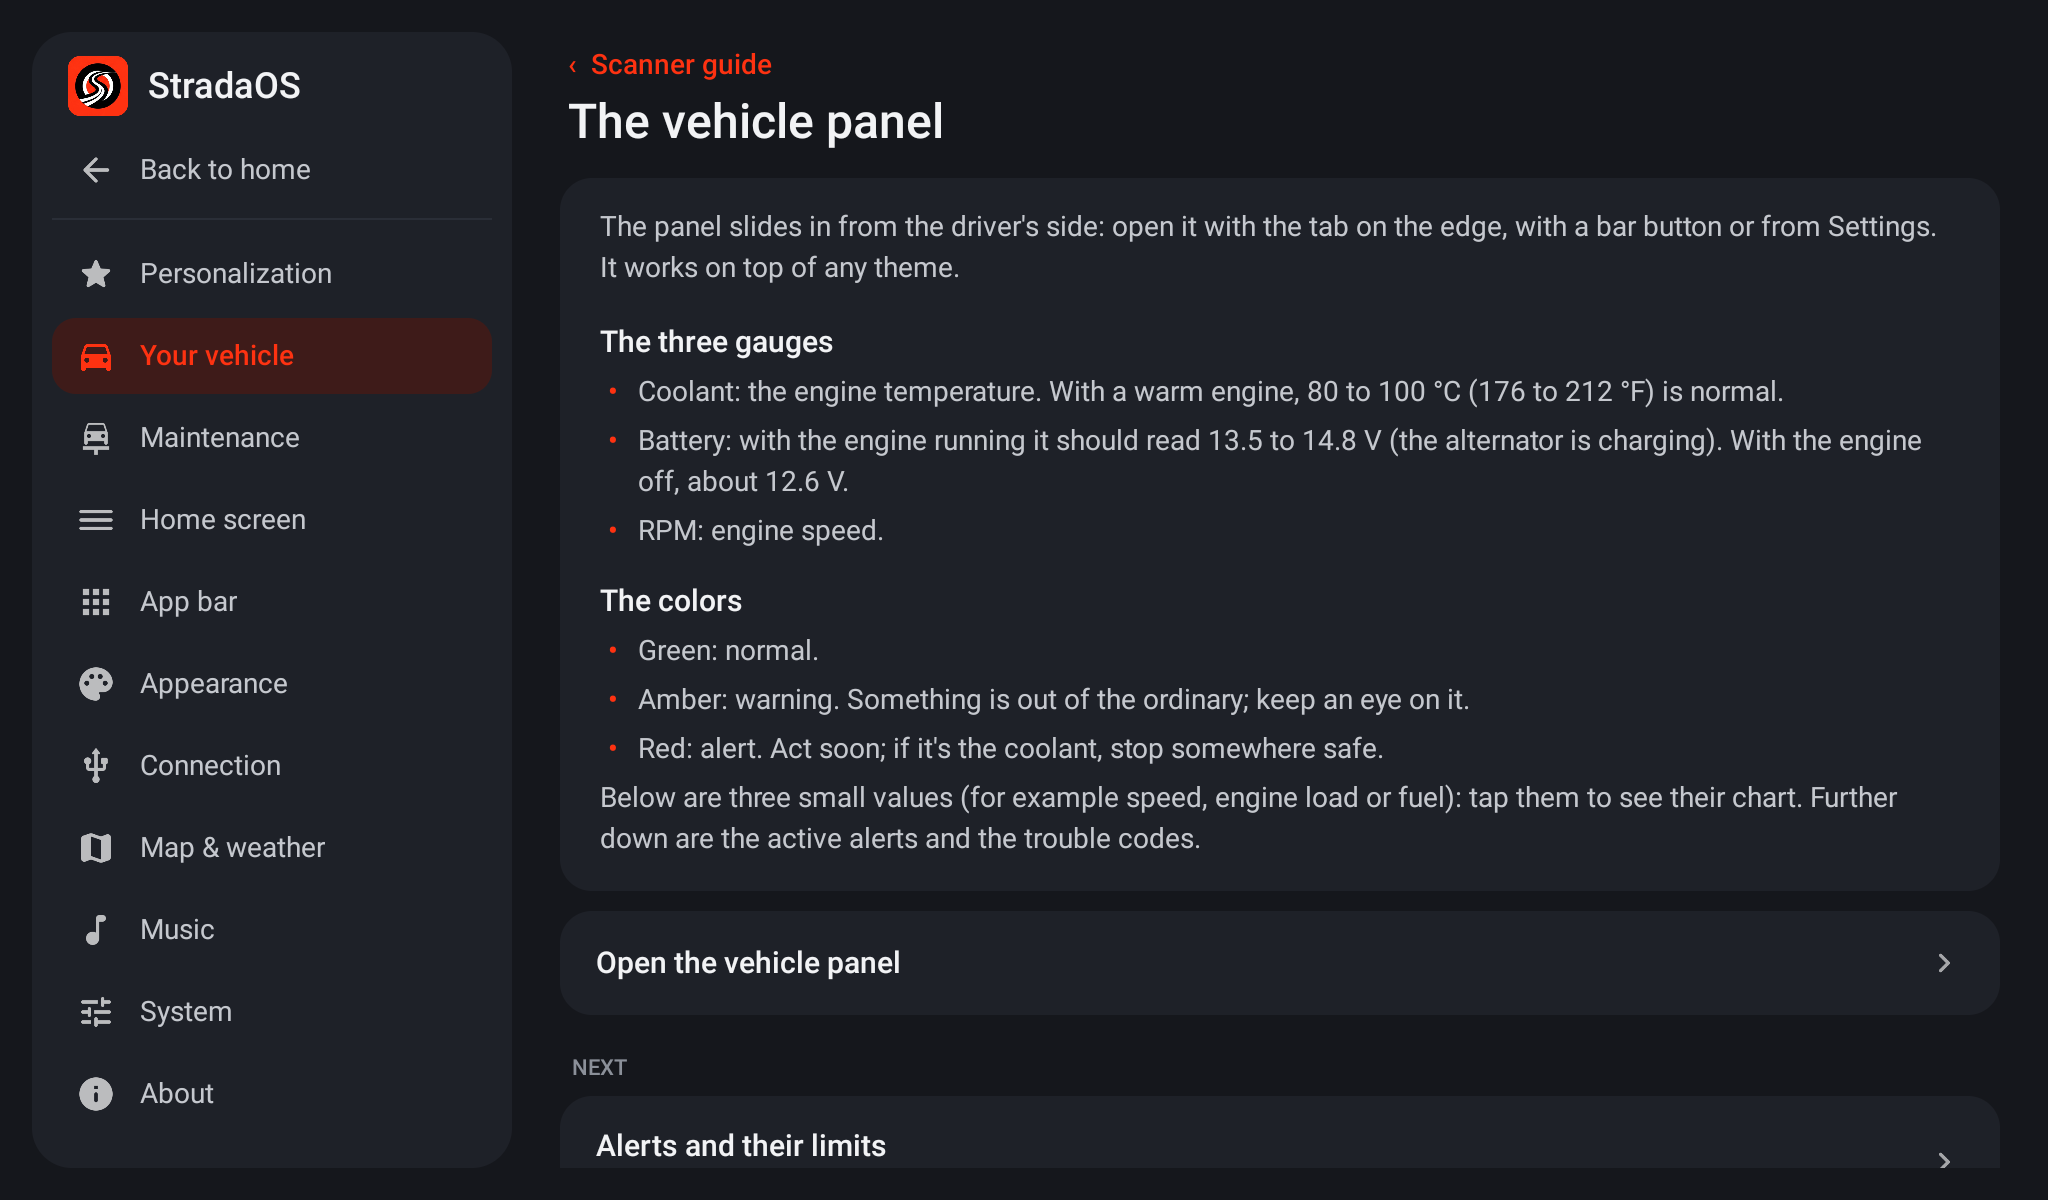 StradaOS
Back to home
Personalization
Your vehicle
Maintenance
Home screen
App bar
Appearance
Connection
Map & weather
Music
System
About
‹ Scanner guide
The vehicle panel
The panel slides in from the driver's side: open it with the tab on the edge, with a bar button or from Settings.
It works on top of any theme.
The three gauges
• Coolant: the engine temperature. With a warm engine, 80 to 100 °C (176 to 212 °F) is normal.
• Battery: with the engine running it should read 13.5 to 14.8 V (the alternator is charging). With the engine
off, about 12.6 V.
• RPM: engine speed.
The colors
• Green: normal.
• Amber: warning. Something is out of the ordinary; keep an eye on it.
• Red: alert. Act soon; if it's the coolant, stop somewhere safe.
Below are three small values (for example speed, engine load or fuel): tap them to see their chart. Further
down are the active alerts and the trouble codes.
Open the vehicle panel
NEXT
Alerts and their limits